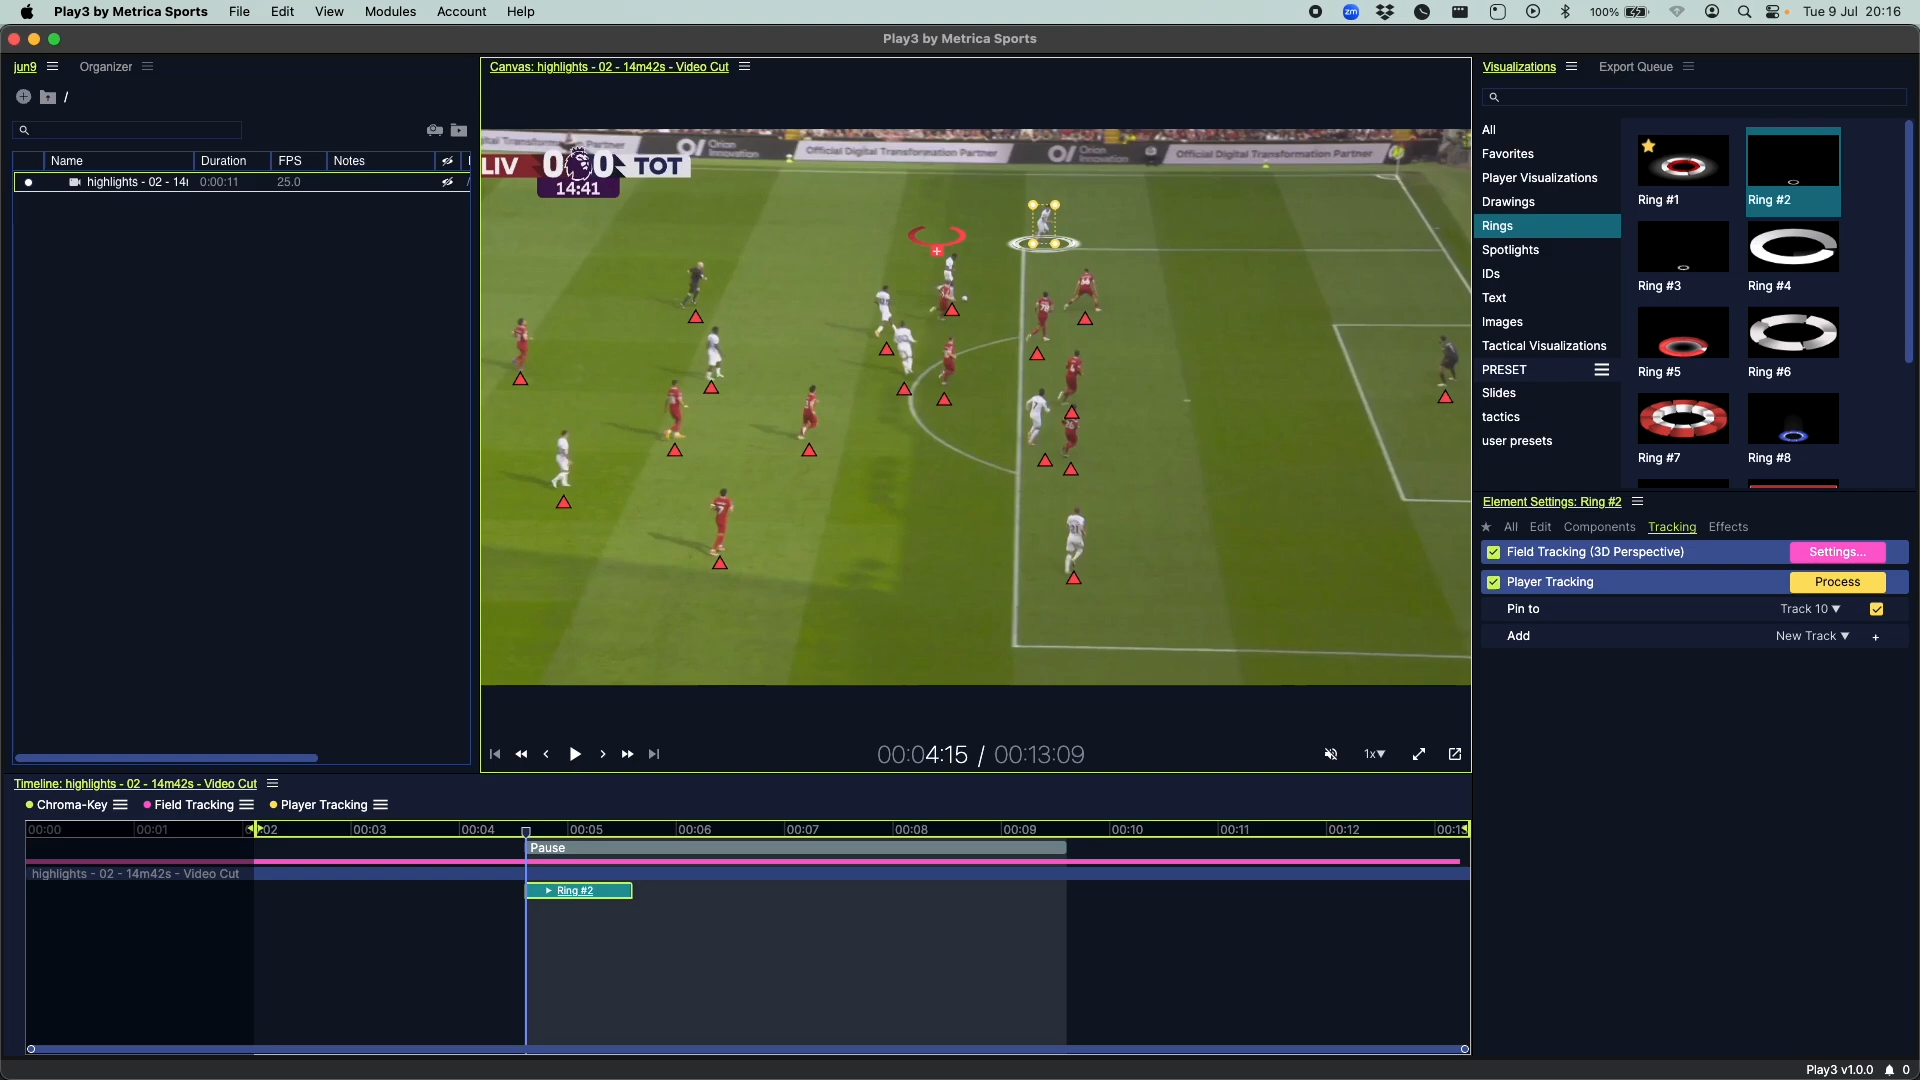 Play3 by Metrica Sports File Edit View Modules Account Help
zm 100% Tue 9 Jul 20:16
Play3 by Metrica Sports
jun9 Organizer
/
Name Duration FPS Notes
highlights - 02 - 14 0:00:11 25.0
Canvas: highlights - 02 - 14m42s - Video Cut
Orion Innovation Official Digital Transformation Partner Orion Innovation Official Digital Transformation Partner
LIV 0 0 TOT
14:41
00:04:15 / 00:13:09
1x▼
Visualizations Export Queue
All
Favorites
Player Visualizations
Drawings
Rings
Spotlights
IDs
Text
Images
Tactical Visualizations
PRESET
Slides
tactics
user presets
Ring #1 Ring #2
Ring #3 Ring #4
Ring #5 Ring #6
Ring #7 Ring #8
Element Settings: Ring #2
All Edit Components Tracking Effects
Field Tracking (3D Perspective) Settings...
Player Tracking Process
Pin to Track 10 ▼
Add New Track ▼ +
Timeline: highlights - 02 - 14m42s - Video Cut
Chroma-Key Field Tracking Player Tracking
00:00 00:01 02 00:03 00:04 00:05 00:06 00:07 00:08 00:09 00:10 00:11 00:12 00:1
Pause
highlights - 02 - 14m42s - Video Cut
Ring #2
Play3 v1.0.0 0